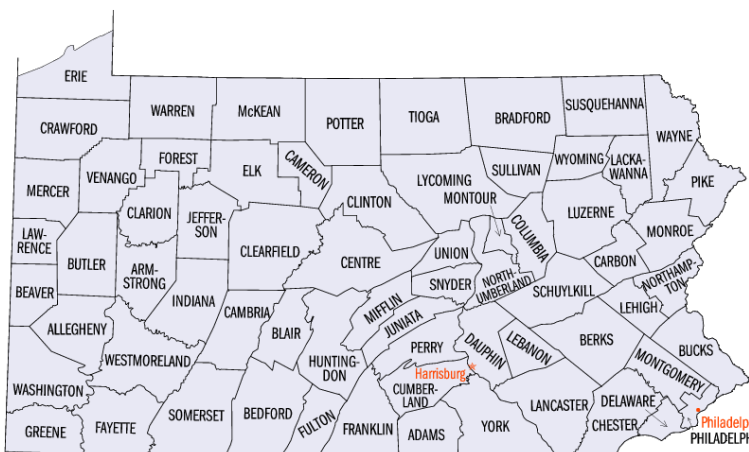 ERIE
WARREN
McKEAN
POTTER
TIOGA
BRADFORD
SUSQUEHANNA
WAYNE
CRAWFORD
FOREST
ELK
CAMERON
SULLIVAN
WYOMING
LACKA-
WANNA
PIKE
MERCER
VENANGO
CLARION
JEFFER-
SON
CLINTON
LYCOMING
MONTOUR
COLUMBIA
LUZERNE
MONROE
LAW-
RENCE
BUTLER
ARM-
STRONG
CLEARFIELD
CENTRE
UNION
SNYDER
NORTH-
UMBERLAND
SCHUYLKILL
CARBON
NORTHAMP-
TON
LEHIGH
BEAVER
ALLEGHENY
INDIANA
CAMBRIA
BLAIR
HUNTING-
DON
MIFFLIN
JUNIATA
PERRY
DAUPHIN
LEBANON
BERKS
BUCKS
MONTGOMERY
WASHINGTON
WESTMORELAND
Harrisburg
CUMBER-
LAND
LANCASTER
DELAWARE
CHESTER
Philadelp
PHILADELPH
GREENE
FAYETTE
SOMERSET
BEDFORD
FULTON
FRANKLIN
ADAMS
YORK